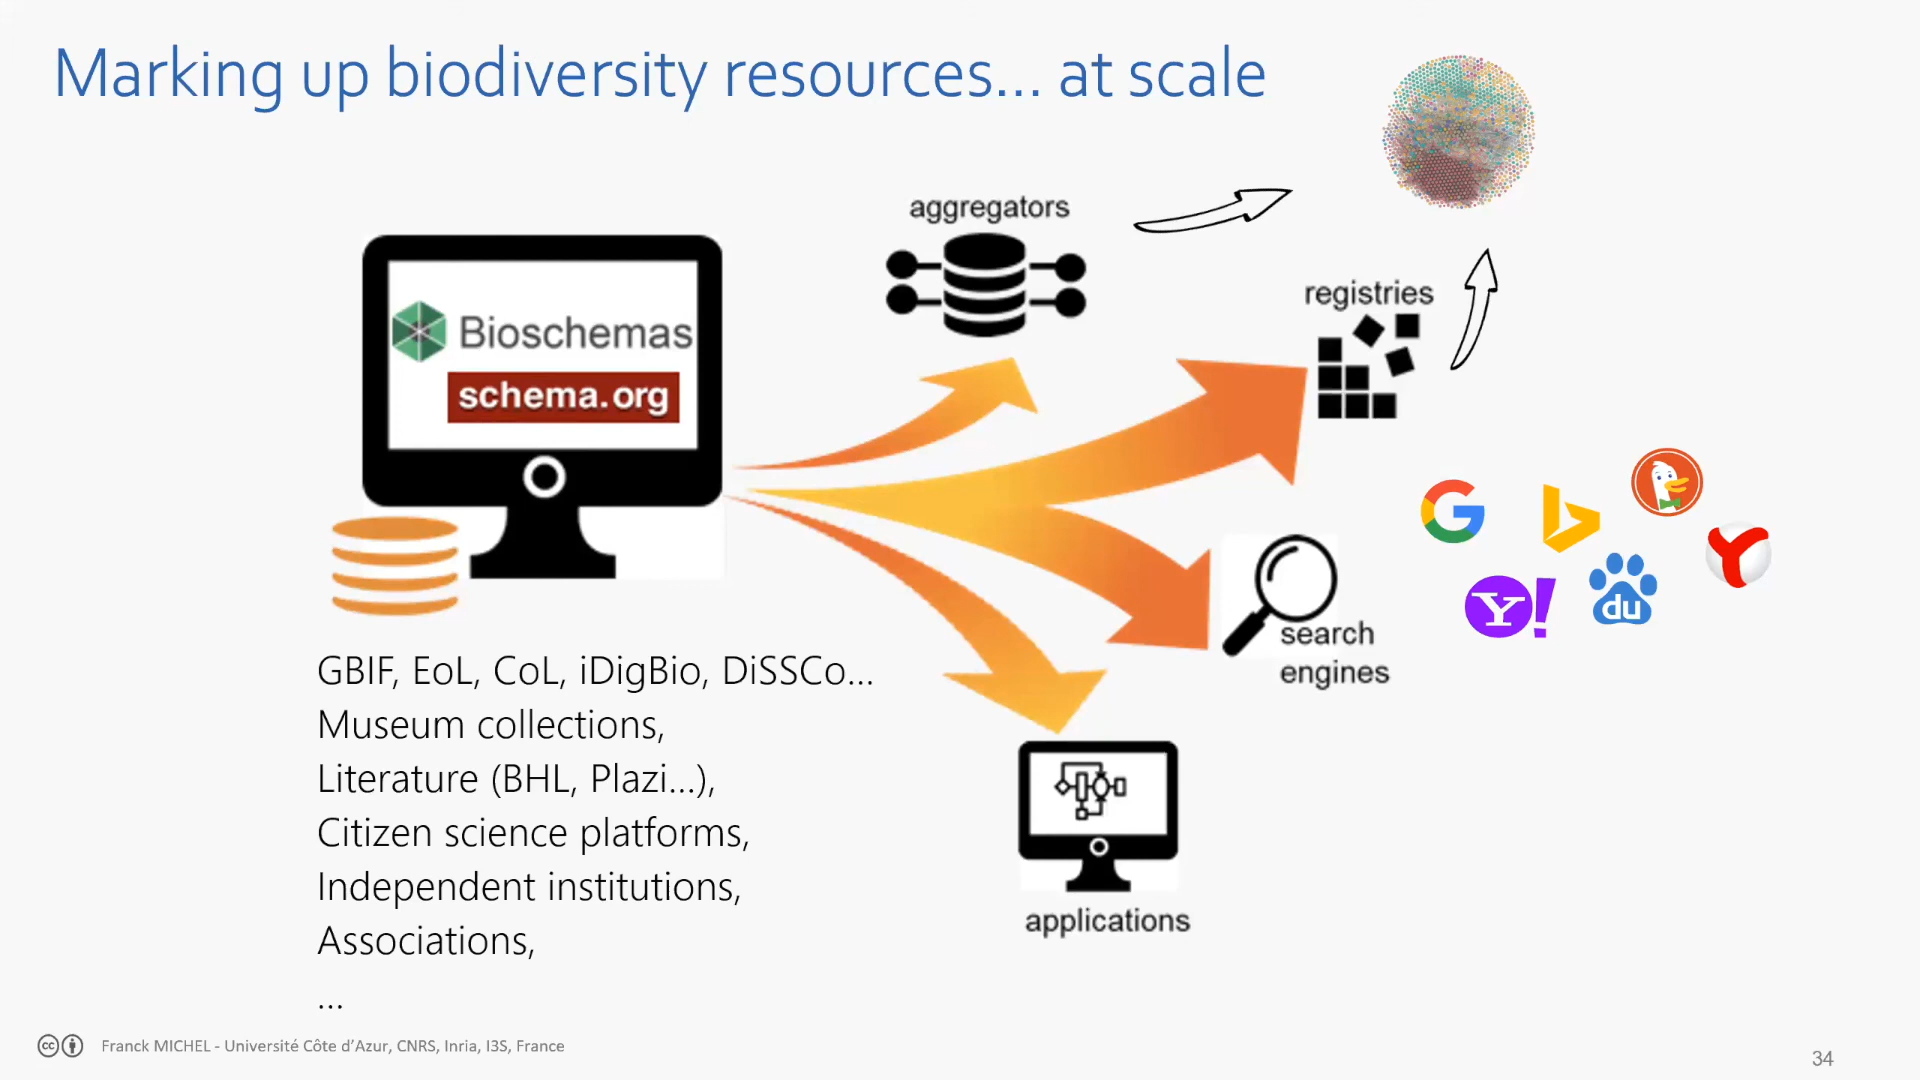 Marking up biodiversity resources... at scale
aggregators
registries
Bioschemas
schema.org
du
Y!
search
engines
GBIF, EoL, CoL, iDigBio, DiSSCo...
Museum collections,
Literature (BHL, Plazi...),
Citizen science platforms,
Independent institutions,
Associations,
...
applications
cc
Franck MICHEL - Université Côte d'Azur, CNRS, Inria, I3S, France
34